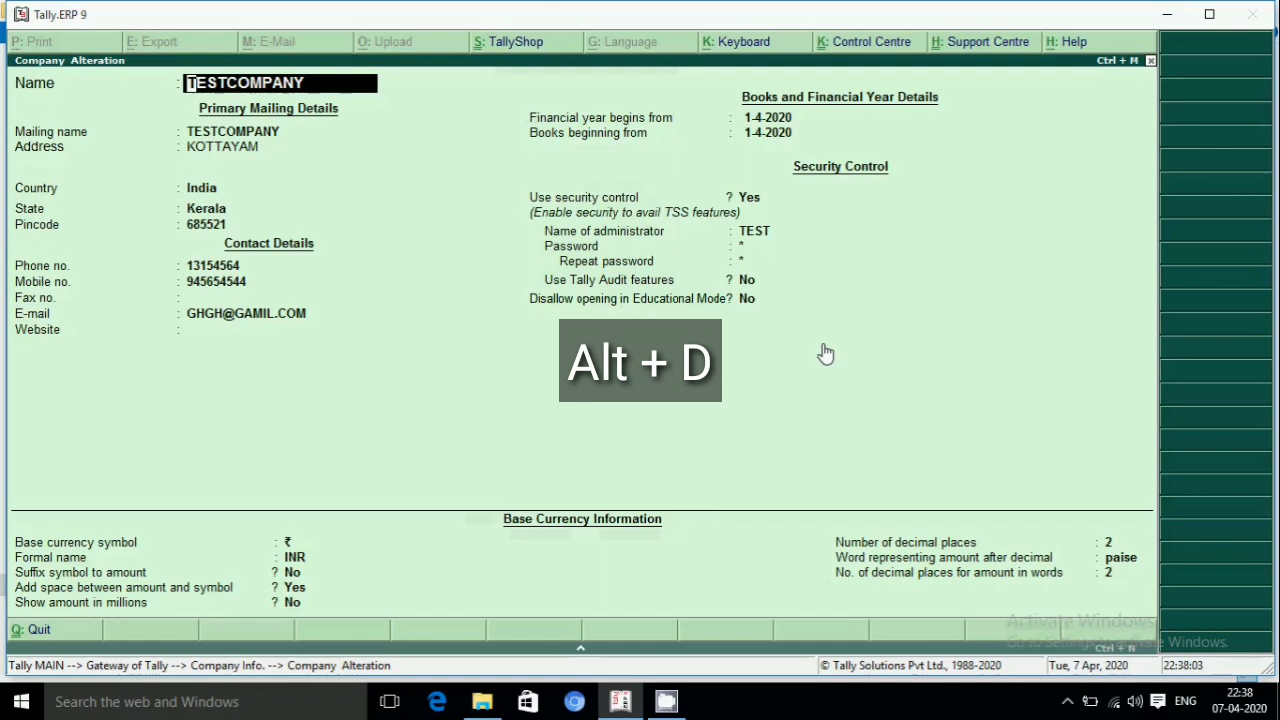 Tally.ERP 9
P: Print E: Export M: E-Mail O: Upload S: TallyShop G: Language K: Keyboard K: Control Centre H: Support Centre H: Help
Company Alteration Ctrl + M
Name : TESTCOMPANY
Primary Mailing Details
Mailing name : TESTCOMPANY
Address : KOTTAYAM
Country : India
State : Kerala
Pincode : 685521
Contact Details
Phone no. : 13154564
Mobile no. : 945654544
Fax no. :
E-mail : GHGH@GAMIL.COM
Website :
Books and Financial Year Details
Financial year begins from : 1-4-2020
Books beginning from : 1-4-2020
Security Control
Use security control ? Yes
(Enable security to avail TSS features)
Name of administrator : TEST
Password : *
Repeat password : *
Use Tally Audit features ? No
Disallow opening in Educational Mode? No
Alt + D
Base Currency Information
Base currency symbol : ₹
Formal name : INR
Suffix symbol to amount ? No
Add space between amount and symbol ? Yes
Show amount in millions ? No
Number of decimal places : 2
Word representing amount after decimal : paise
No. of decimal places for amount in words : 2
Activate Windows
Go to Settings to activate Windows.
Q: Quit
Ctrl + N
Tally MAIN --> Gateway of Tally --> Company Info. --> Company Alteration © Tally Solutions Pvt Ltd., 1988-2020 Tue, 7 Apr, 2020 22:38:03
Search the web and Windows
ENG
22:38
07-04-2020